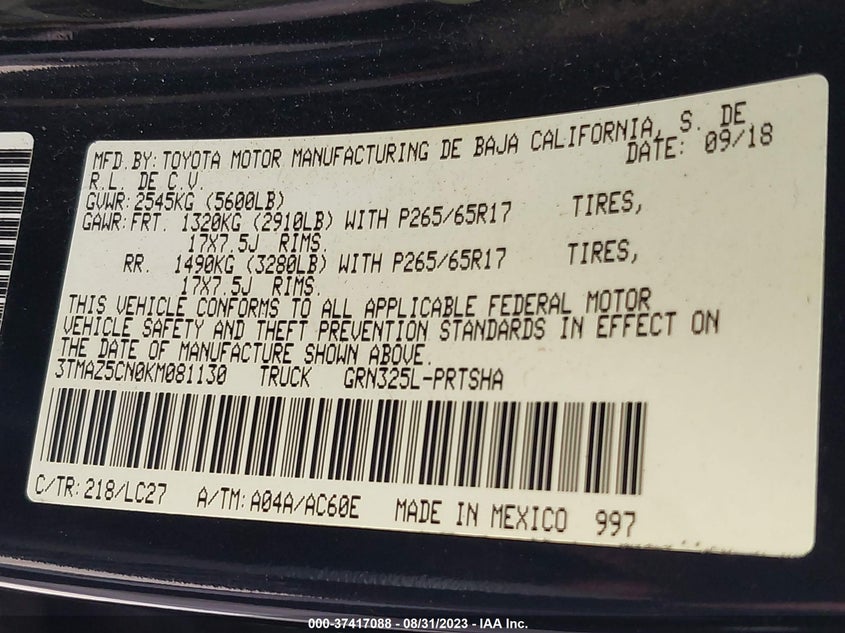 MFD. BY: TOYOTA MOTOR MANUFACTURING DE BAJA CALIFORNIA, S. DE
R.L. DE C.V. DATE: 09/18
GVWR: 2545KG (5600LB)
GAWR: FRT. 1320KG (2910LB) WITH P265/65R17 TIRES,
17X7.5J RIMS.
RR. 1490KG (3280LB) WITH P265/65R17 TIRES,
17X7.5J RIMS.
THIS VEHICLE CONFORMS TO ALL APPLICABLE FEDERAL MOTOR
VEHICLE SAFETY AND THEFT PREVENTION STANDARDS IN EFFECT ON
THE DATE OF MANUFACTURE SHOWN ABOVE.
3TMAZ5CN0KM081130 TRUCK GRN325L-PRTSHA
C/TR: 218/LC27 A/TM: A04A/AC60E MADE IN MEXICO 997
000-37417088 - 08/31/2023 - IAA Inc.